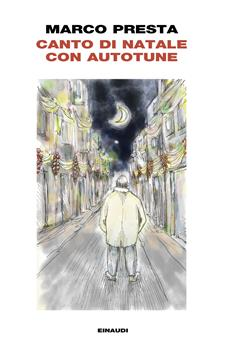 MARCO PRESTA
CANTO DI NATALE
CON AUTOTUNE
EINAUDI